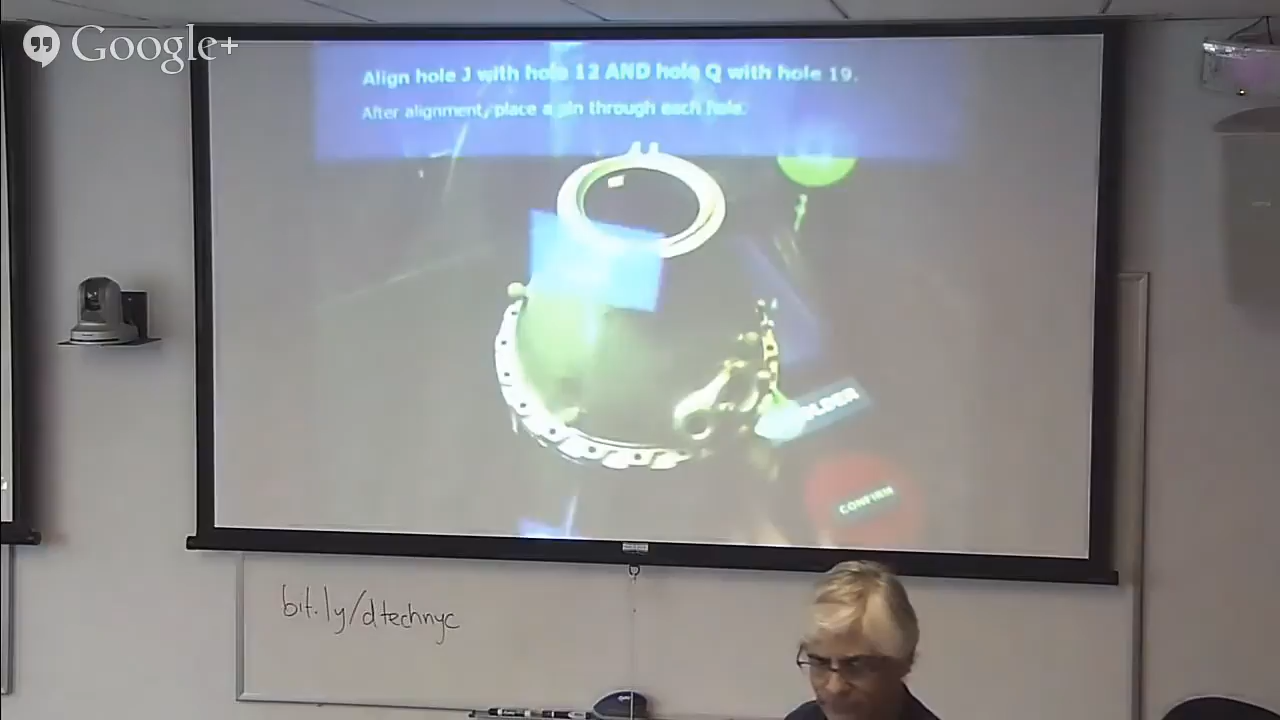 Google+
Align hole J with hole 12 AND hole Q with hole 19.
After alignment, place a pin through each hole.
CONFIRM
bit.ly/dtechnyc